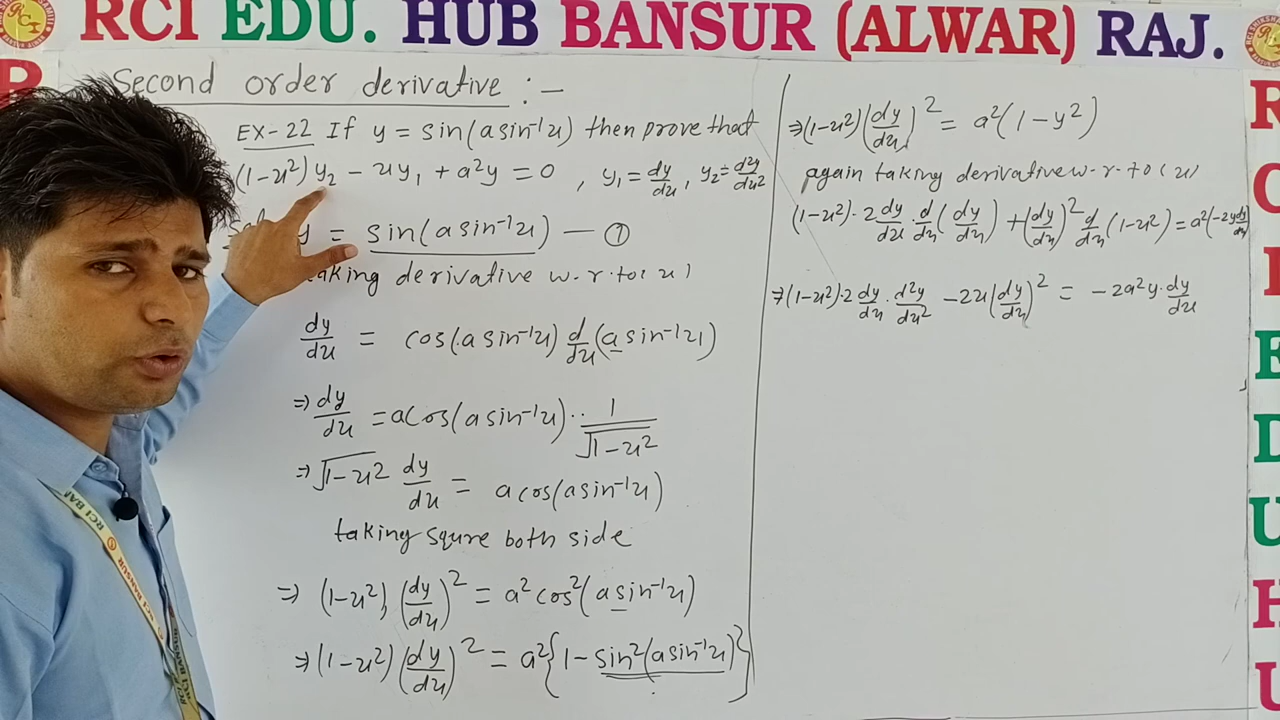 RCI EDU. HUB BANSUR (ALWAR) RAJ.
Second order derivative :-
EX-22 If y = sin(a sin⁻¹x) then prove that
(1-x²)y₂ - xy₁ + a²y = 0 , y₁ = dy/dx , y₂ = d²y/dx²
y = sin(a sin⁻¹x) — ①
taking derivative w.r.to (x)
dy/dx = cos(a sin⁻¹x) d/dx (a sin⁻¹x)
⇒ dy/dx = a cos(a sin⁻¹x) · 1/√(1-x²)
⇒ √(1-x²) dy/dx = a cos(a sin⁻¹x)
taking squre both side
⇒ (1-x²) (dy/dx)² = a² cos²(a sin⁻¹x)
⇒ (1-x²) (dy/dx)² = a² {1 - sin²(a sin⁻¹x)}
⇒ (1-x²) (dy/dx)² = a² (1-y²)
again taking derivative w.r.to (x)
(1-x²) · 2 dy/dx · d/dx (dy/dx) + (dy/dx)² d/dx (1-x²) = a² (-2y dy/dx)
⇒ (1-x²) · 2 dy/dx · d²y/dx² - 2x (dy/dx)² = - 2a²y · dy/dx
R
R
C
I
E
D
U
H
U
RCI BANSUR
RCI BANSUR